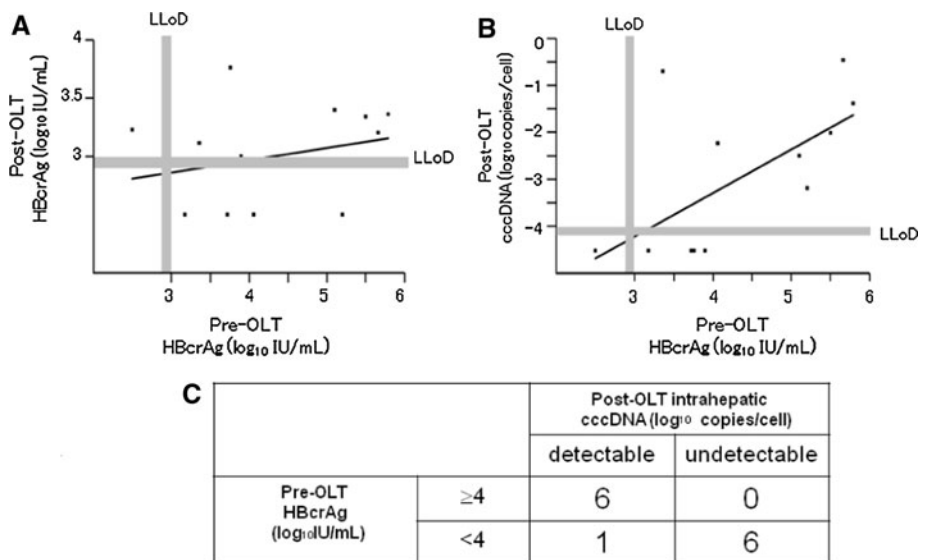 A
LLoD
4
3.5
3
Post-OLT
HBcrAg (log10 IU/mL)
LLoD
3
4
5
6
Pre-OLT
HBcrAg (log10 IU/mL)
B
LLoD
0
-1
-2
-3
-4
Post-OLT
cccDNA (log10 copies/cell)
LLoD
3
4
5
6
Pre-OLT
HBcrAg (log10 IU/mL)
C
Post-OLT intrahepatic
cccDNA (log10 copies/cell)
detectable undetectable
Pre-OLT
HBcrAg
(log10IU/mL)
≥4 6 0
<4 1 6